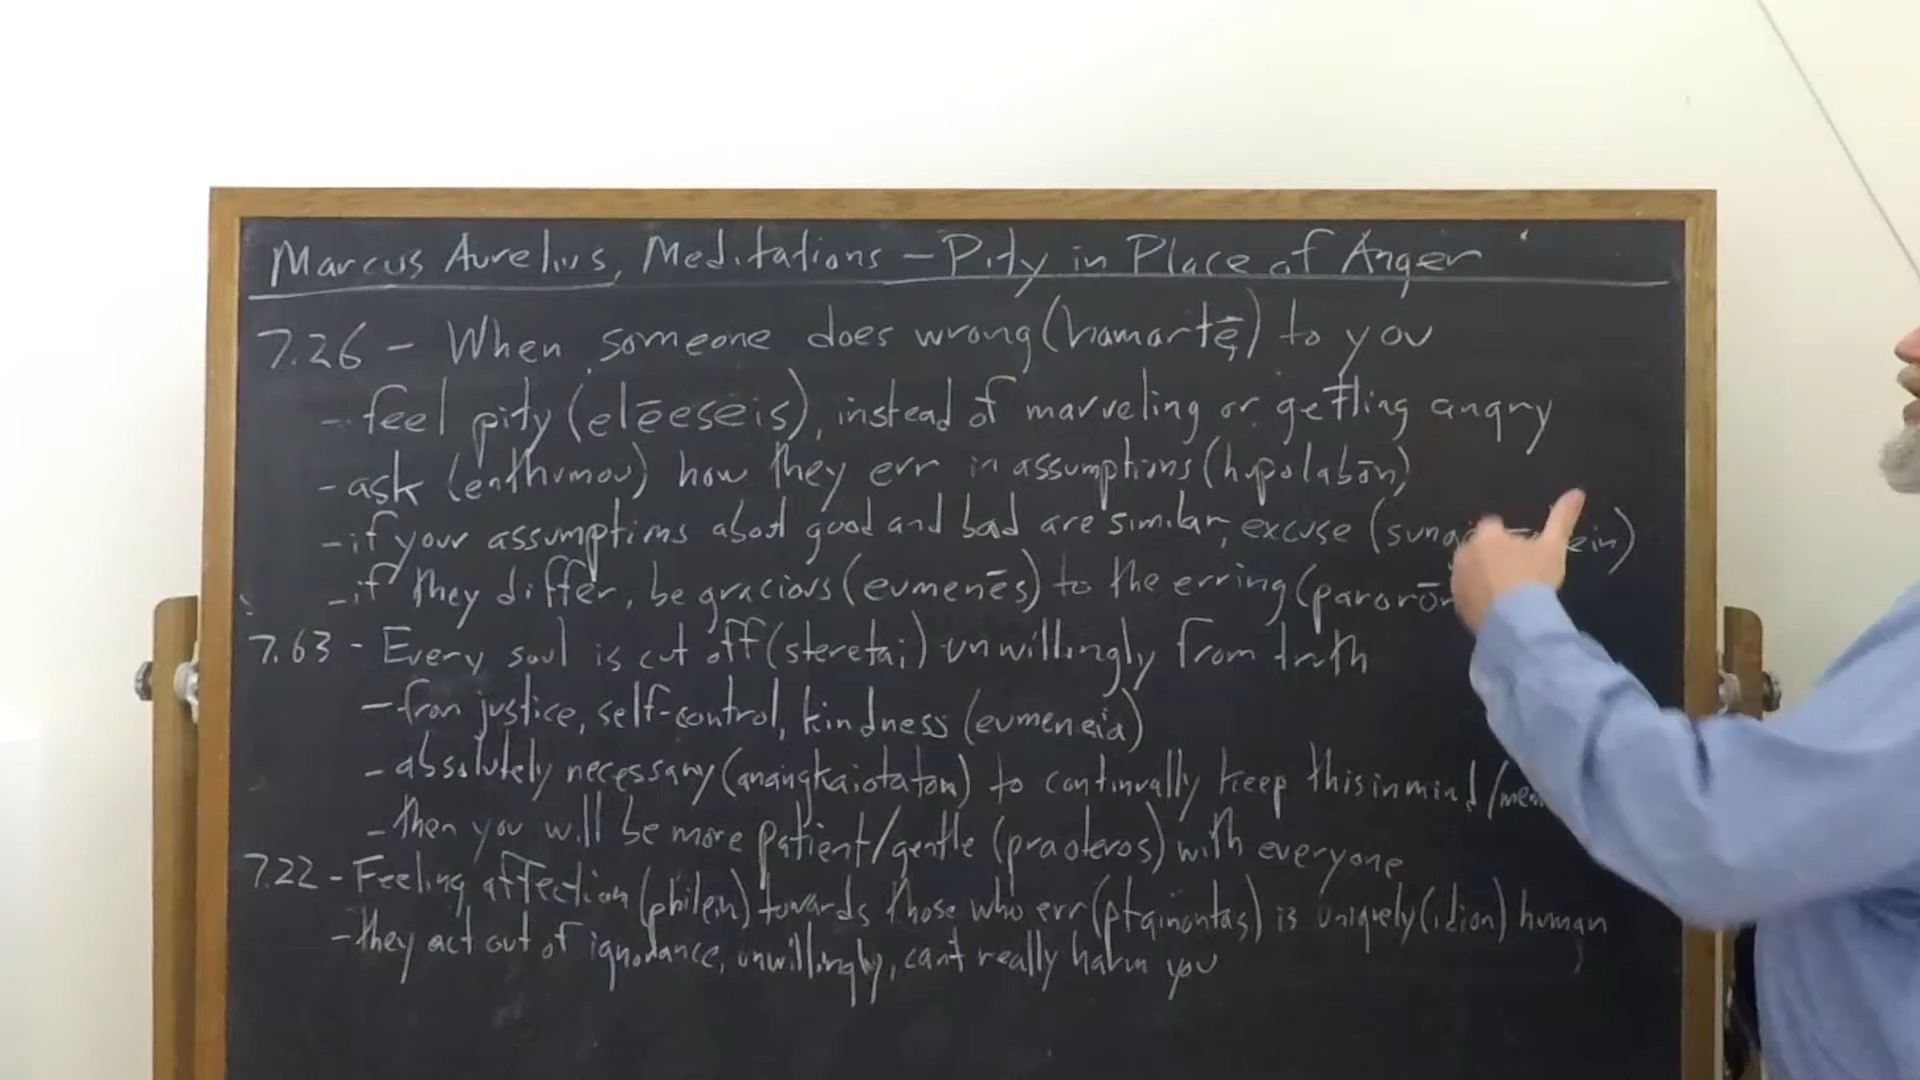 Marcus Aurelius, Meditations - Pity in Place of Anger
7.26 - When someone does wrong (hamartȩ̄) to you
- feel pity (elēeseis), instead of marveling or getting angry
- ask (enthumou) how they err in assumptions (hupolabōn)
- if your assumptions about good and bad are similar, excuse
- if they differ, be gracious (eumenēs) to the erring
7.63 - Every soul is cut off (steretai) unwillingly from truth
- from justice, self-control, kindness (eumeneia)
- absolutely necessary (anangkaiotaton) to continually keep this in mind
- then you will be more patient/gentle (praoteros) with everyone
7.22 - Feeling affection (philein) towards those who err (ptaiontas) is uniquely (idion) human
- they act out of ignorance, unwillingly, can't really harm you